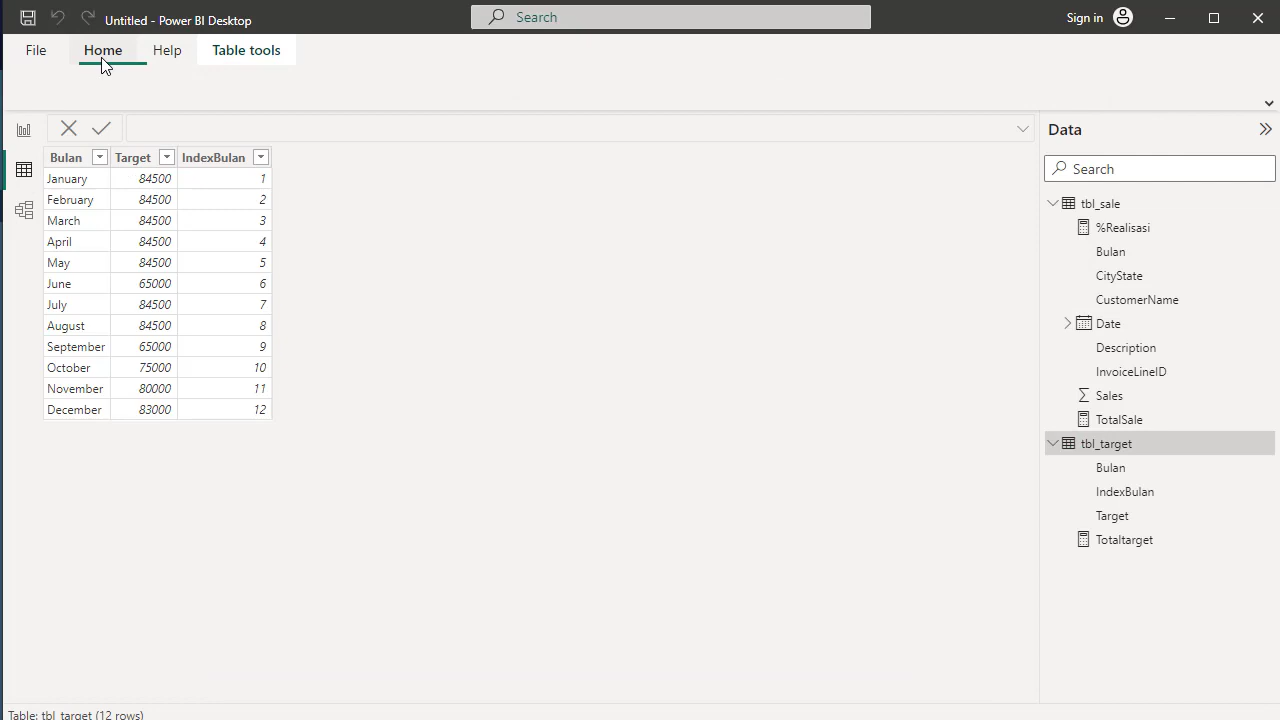 Untitled - Power BI Desktop
Search
Sign in
File
Home
Help
Table tools
Bulan Target IndexBulan
January 84500 1
February 84500 2
March 84500 3
April 84500 4
May 84500 5
June 65000 6
July 84500 7
August 84500 8
September 65000 9
October 75000 10
November 80000 11
December 83000 12
Data
Search
tbl_sale
%Realisasi
Bulan
CityState
CustomerName
Date
Description
InvoiceLineID
Sales
TotalSale
tbl_target
Bulan
IndexBulan
Target
Totaltarget
Table: tbl_target (12 rows)